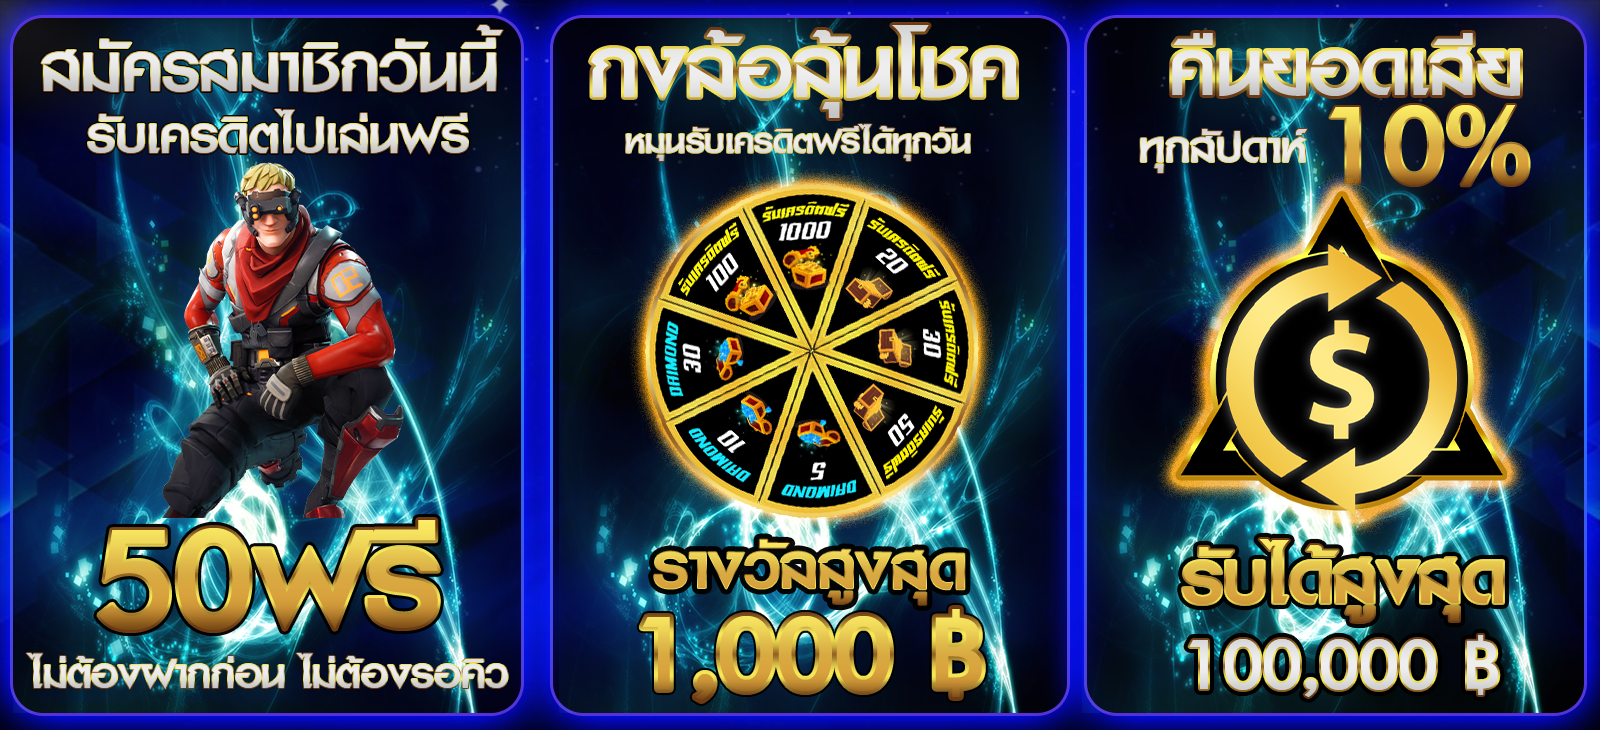 สมัครสมาชิกวันนี้
รับเครดิตไปเล่นฟรี
50ฟรี
ไม่ต้องฝากก่อน ไม่ต้องรอคิว
กงล้อลุ้นโชค
หมุนรับเครดิตฟรีได้ทุกวัน
รับเครดิตฟรี
1000
รับเครดิตฟรี
20
รับเครดิตฟรี
30
รับเครดิตฟรี
50
DAIMOND
5
DAIMOND
10
DAIMOND
30
รับเครดิตฟรี
100
รางวัลสูงสุด
1,000 ฿
คืนยอดเสีย
ทุกสัปดาห์ 10%
$
รับได้สูงสุด
100,000 ฿